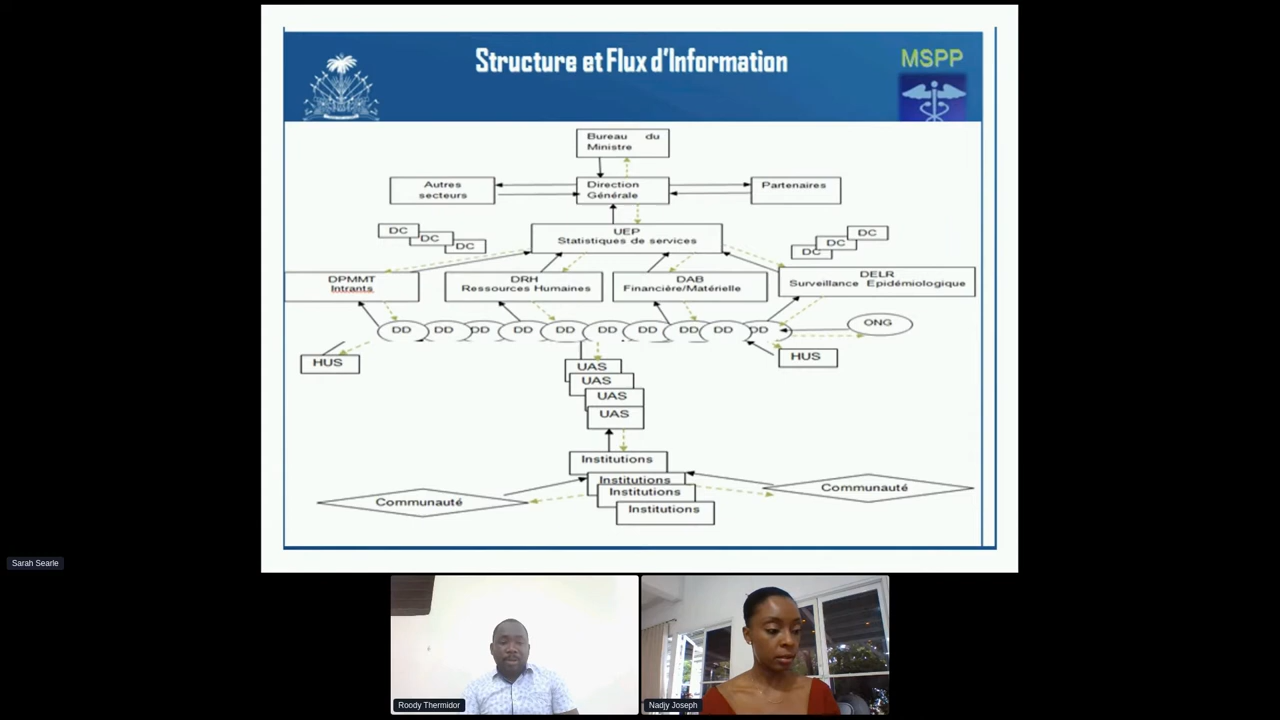 Structure et Flux d'Information
MSPP
Bureau du
Ministre
Autres
secteurs
Direction
Générale
Partenaires
DC
DC
DC
UEP
Statistiques de services
DC
DC
DC
DPMMT
Intrants
DRH
Ressources Humaines
DAB
Financière/Matérielle
DELR
Surveillance Epidémiologique
DD
DD
DD
DD
DD
DD
DD
DD
DD
DD
ONG
HUS
HUS
UAS
UAS
UAS
UAS
Institutions
Institutions
Institutions
Institutions
Communauté
Communauté
Sarah Searle
Roody Thermidor
Nadjy Joseph